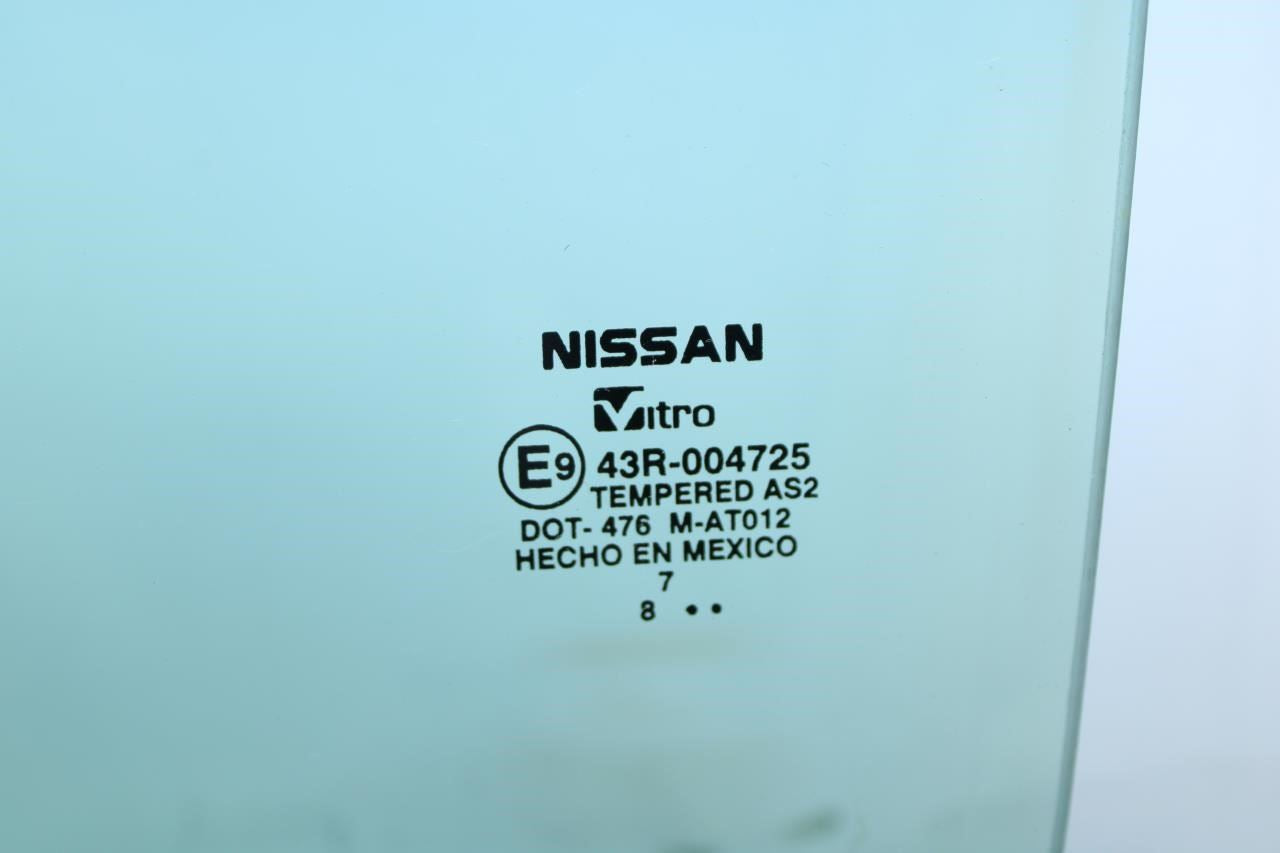 NISSAN
Vitro
E9 43R-004725
TEMPERED AS2
DOT- 476 M-AT012
HECHO EN MEXICO
7
8 • •